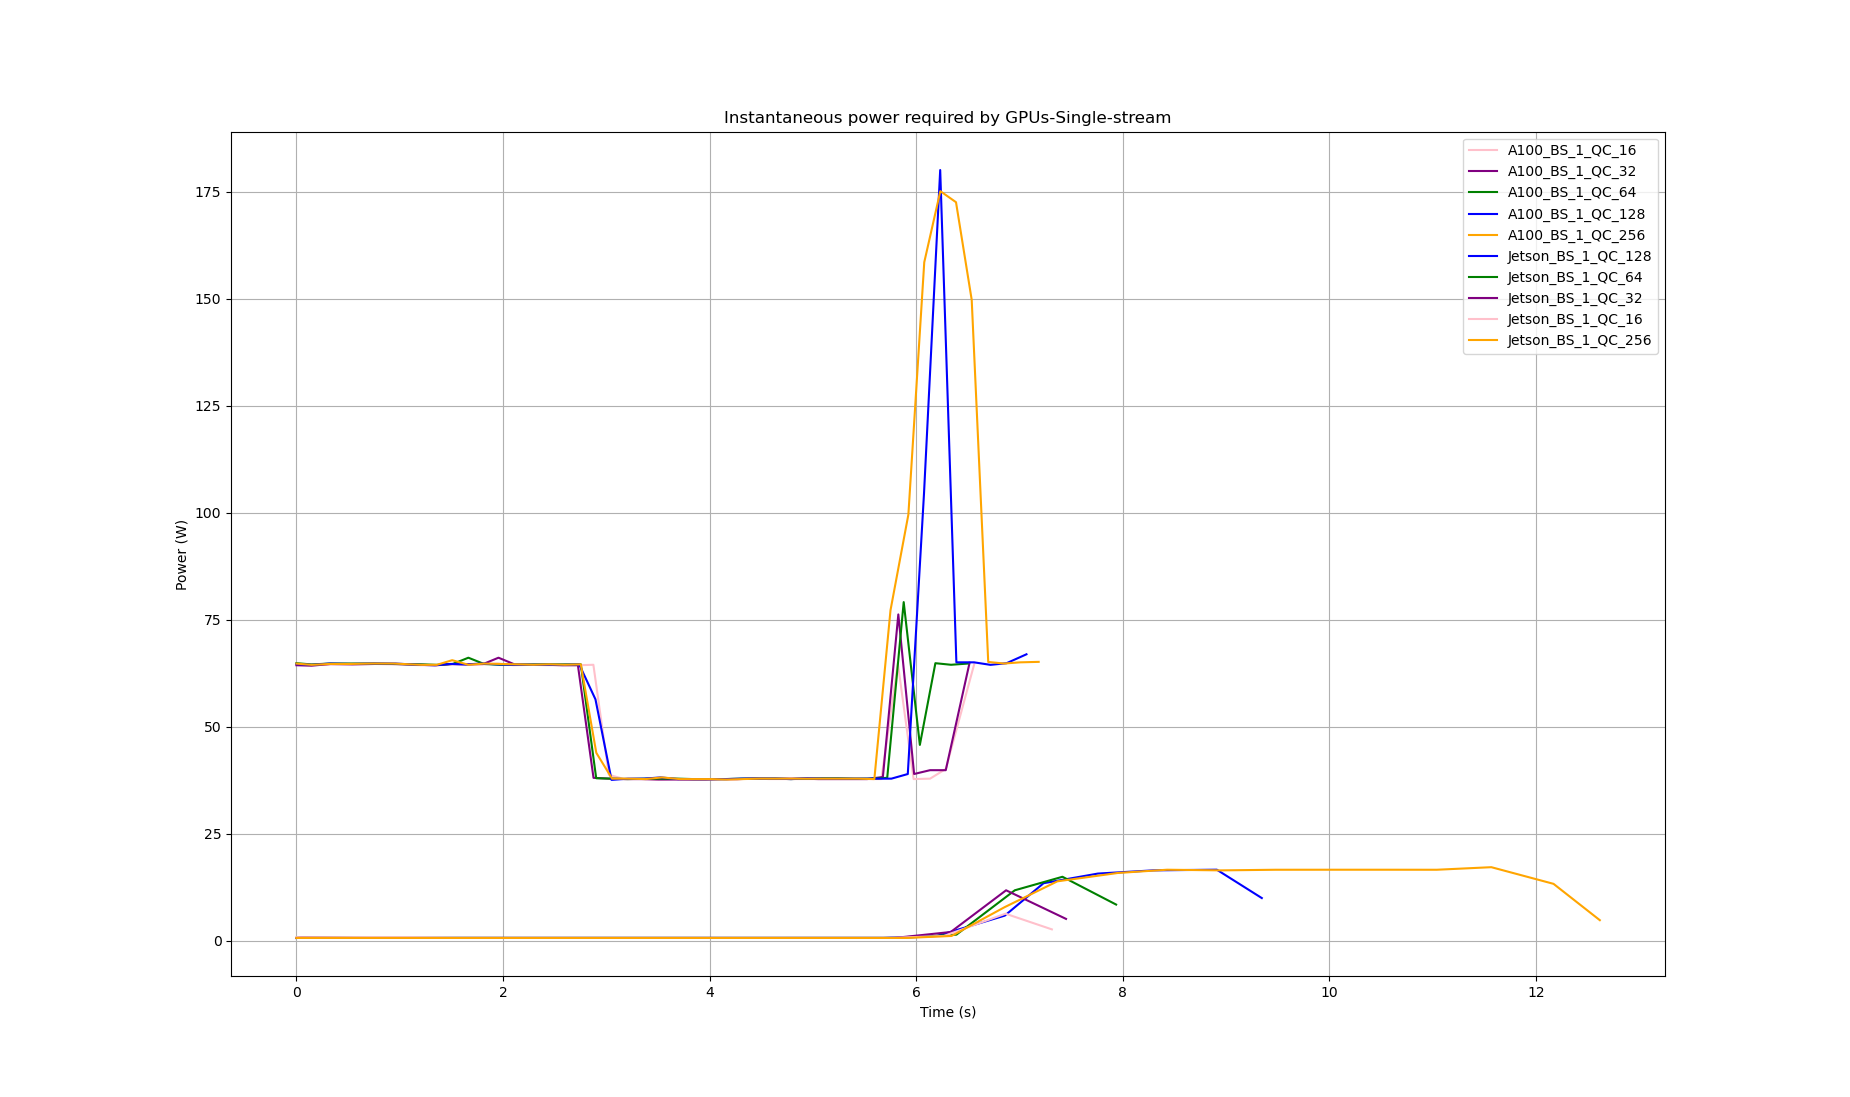 Instantaneous power required by GPUs-Single-stream
A100_BS_1_QC_16
A100_BS_1_QC_32
A100_BS_1_QC_64
A100_BS_1_QC_128
A100_BS_1_QC_256
Jetson_BS_1_QC_128
Jetson_BS_1_QC_64
Jetson_BS_1_QC_32
Jetson_BS_1_QC_16
Jetson_BS_1_QC_256
Power (W)
175
150
125
100
75
50
25
0
0 2 4 6 8 10 12
Time (s)